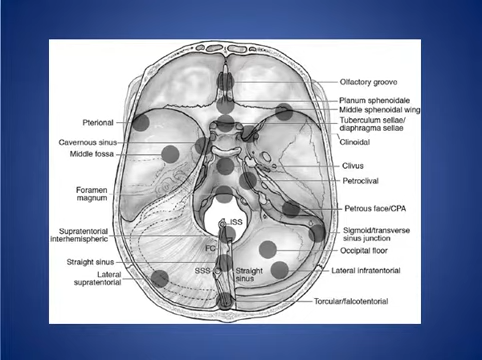 Olfactory groove
Planum sphenoidale
Middle sphenoidal wing
Tuberculum sellae/
diaphragma sellae
Clinoidal
Clivus
Petroclival
Petrous face/CPA
Sigmoid/transverse
sinus junction
Occipital floor
Lateral infratentorial
Torcular/falcotentorial
Pterional
Cavernous sinus
Middle fossa
Foramen
magnum
Supratentorial
interhemispheric
Straight sinus
Lateral
supratentorial
ISS
FC
SSS
Straight
sinus